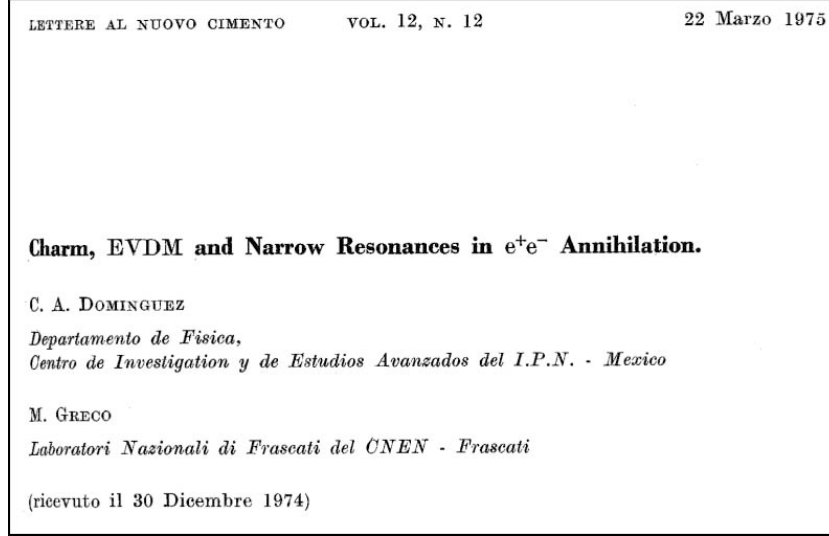 LETTERE AL NUOVO CIMENTO VOL. 12, N. 12 22 Marzo 1975
Charm, EVDM and Narrow Resonances in e⁺e⁻ Annihilation.
C. A. DOMINGUEZ
Departamento de Fisica,
Centro de Investigation y de Estudios Avanzados del I.P.N. - Mexico
M. GRECO
Laboratori Nazionali di Frascati del CNEN - Frascati
(ricevuto il 30 Dicembre 1974)